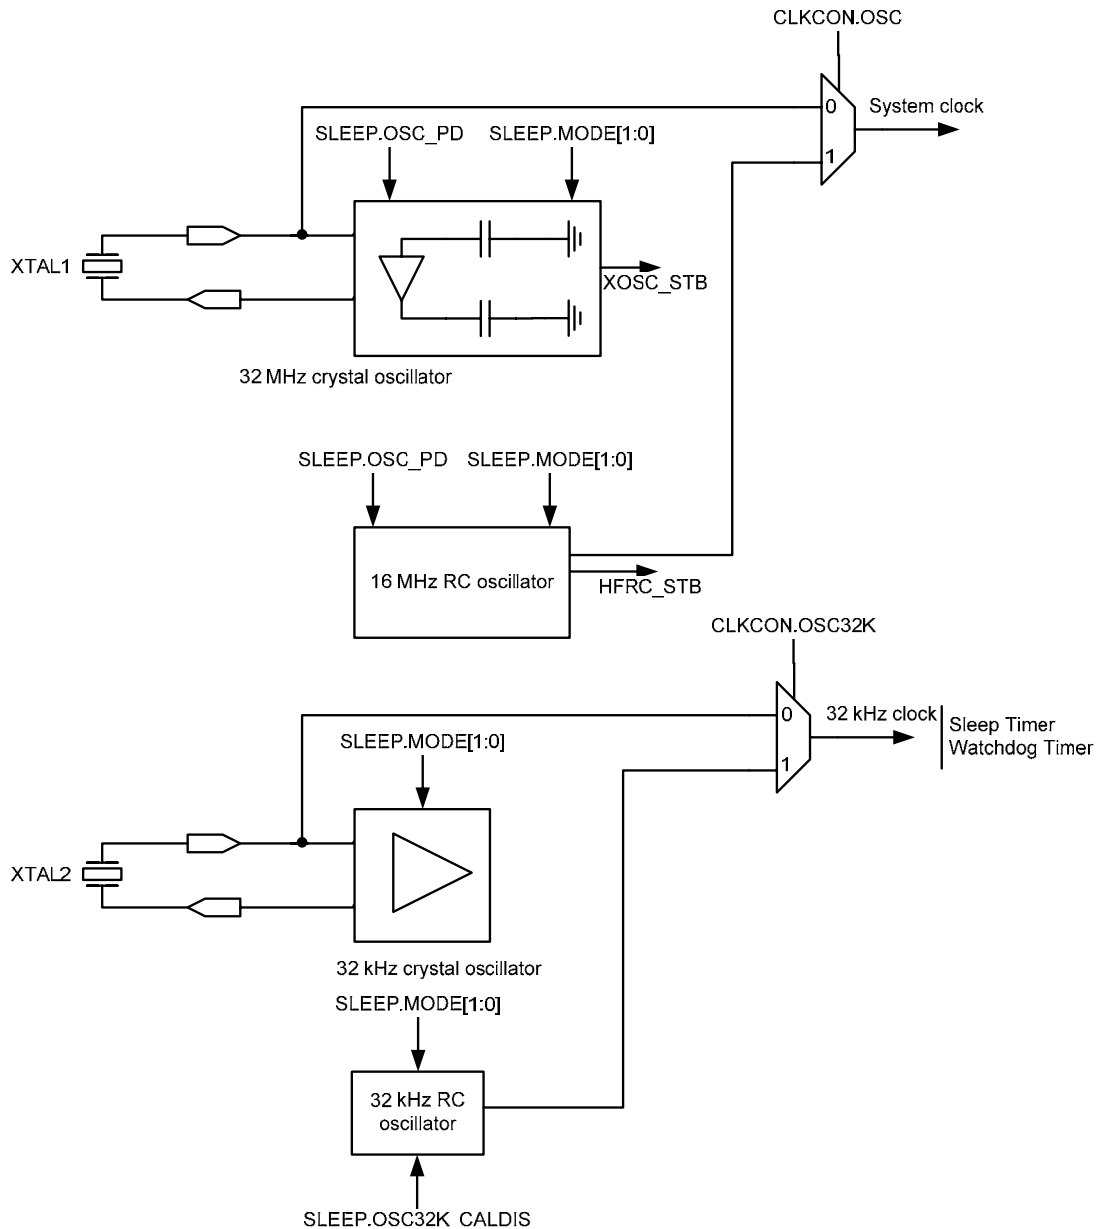 CLKCON.OSC
0
System clock
SLEEP.OSC_PD
SLEEP.MODE[1:0]
1
XTAL1
XOSC_STB
32 MHz crystal oscillator
SLEEP.OSC_PD
SLEEP.MODE[1:0]
16 MHz RC oscillator
HFRC_STB
CLKCON.OSC32K
0
32 kHz clock
Sleep Timer
Watchdog Timer
SLEEP.MODE[1:0]
1
XTAL2
32 kHz crystal oscillator
SLEEP.MODE[1:0]
32 kHz RC
oscillator
SLEEP.OSC32K CALDIS